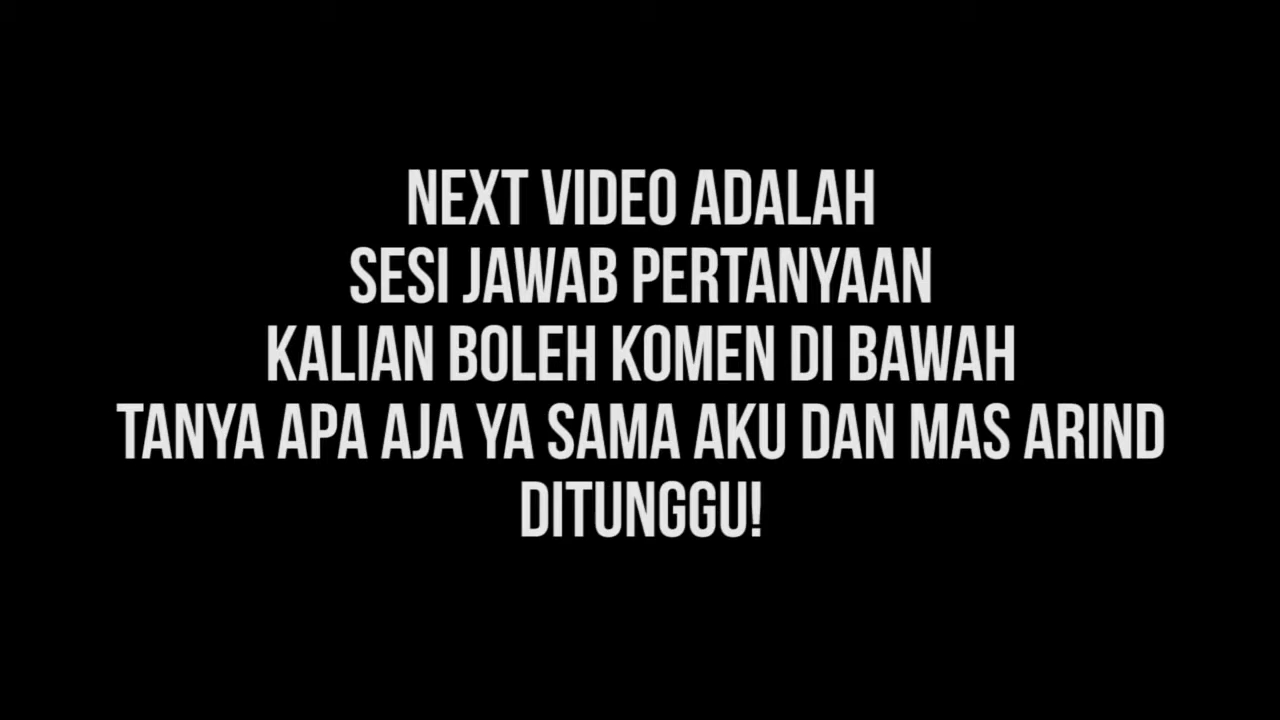 NEXT VIDEO ADALAH
SESI JAWAB PERTANYAAN
KALIAN BOLEH KOMEN DI BAWAH
TANYA APA AJA YA SAMA AKU DAN MAS ARIND
DITUNGGU!